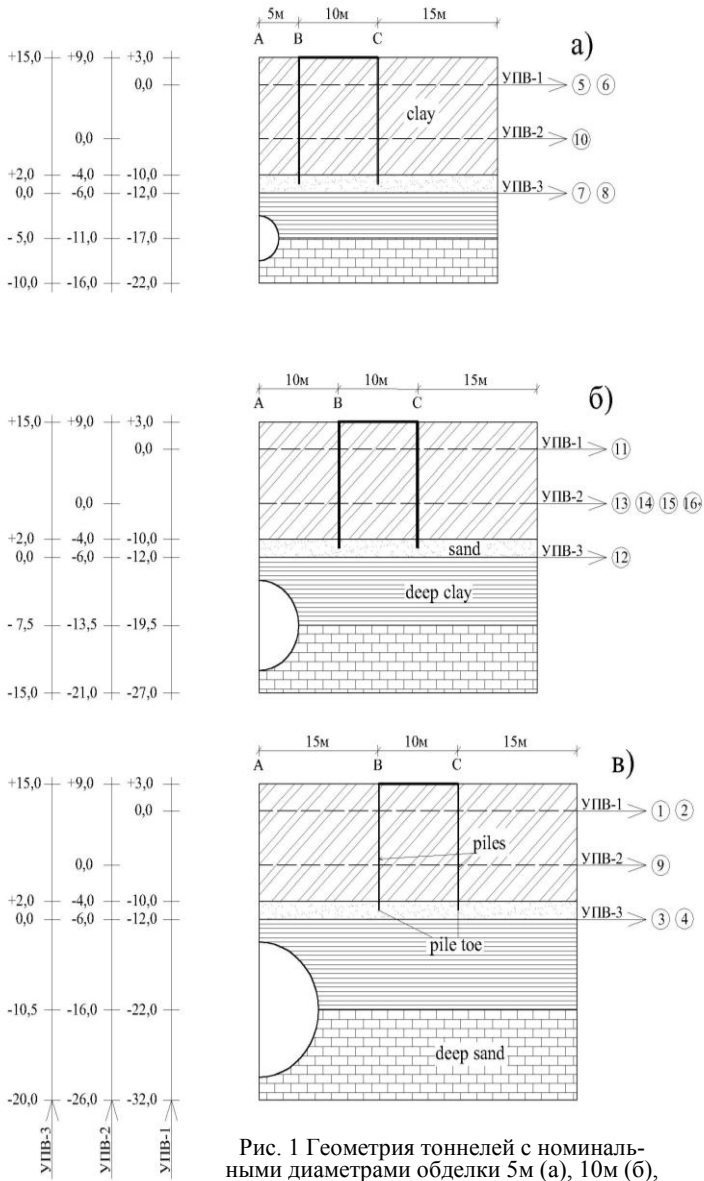 5м 10м 15м
A B C
а)
+15,0 +9,0 +3,0
0,0
УПВ-1 5 6
clay
0,0
УПВ-2 10
+2,0 -4,0 -10,0
0,0 -6,0 -12,0
УПВ-3 7 8
- 5,0 -11,0 -17,0
-10,0 -16,0 -22,0
10м 10м 15м
A B C
б)
+15,0 +9,0 +3,0
0,0
УПВ-1 11
0,0
УПВ-2 13 14 15 16*
+2,0 -4,0 -10,0
sand
0,0 -6,0 -12,0
УПВ-3 12
deep clay
- 7,5 -13,5 -19,5
-15,0 -21,0 -27,0
15м 10м 15м
A B C
в)
+15,0 +9,0 +3,0
0,0
УПВ-1 1 2
piles
0,0
УПВ-2 9
+2,0 -4,0 -10,0
0,0 -6,0 -12,0
УПВ-3 3 4
pile toe
-10,5 -16,0 -22,0
deep sand
-20,0 -26,0 -32,0
УПВ-3 УПВ-2 УПВ-1
Рис. 1 Геометрия тоннелей с номиналь-
ными диаметрами обделки 5м (а), 10м (б),